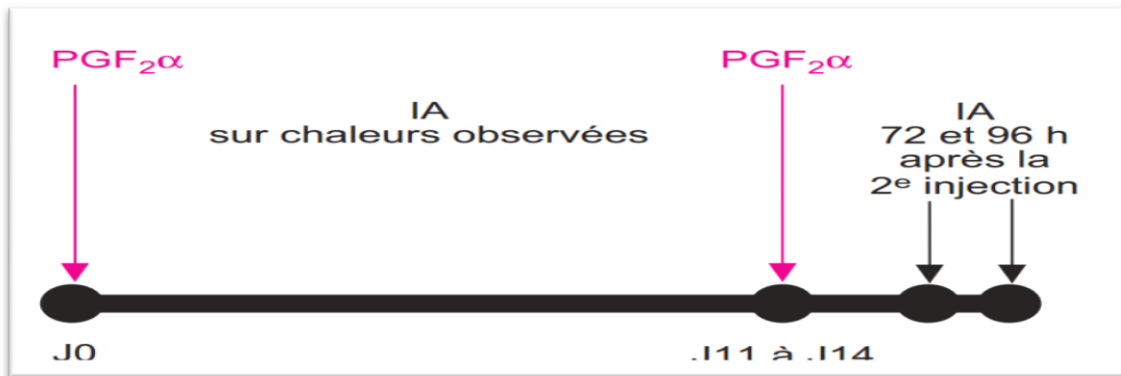 PGF₂α
PGF₂α
IA
sur chaleurs observées
IA
72 et 96 h
après la
2ᵉ injection
J0
J11 à J14